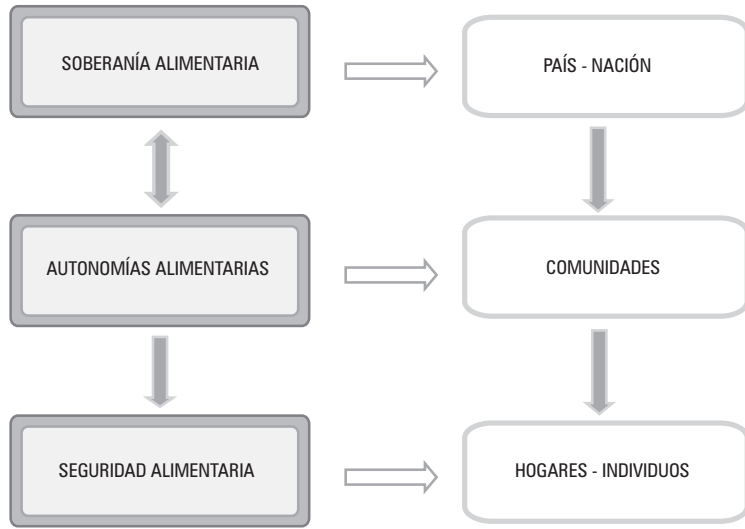 SOBERANÍA ALIMENTARIA
PAÍS - NACIÓN
AUTONOMÍAS ALIMENTARIAS
COMUNIDADES
SEGURIDAD ALIMENTARIA
HOGARES - INDIVIDUOS